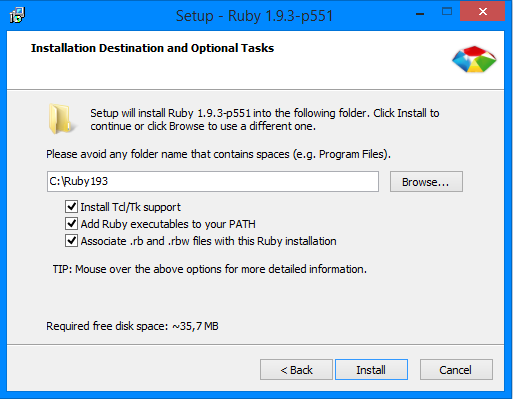 Setup - Ruby 1.9.3-p551
Installation Destination and Optional Tasks
Setup will install Ruby 1.9.3-p551 into the following folder. Click Install to
continue or click Browse to use a different one.
Please avoid any folder name that contains spaces (e.g. Program Files).
C:\Ruby193
Browse...
Install Tcl/Tk support
Add Ruby executables to your PATH
Associate .rb and .rbw files with this Ruby installation
TIP: Mouse over the above options for more detailed information.
Required free disk space: ~35,7 MB
< Back
Install
Cancel